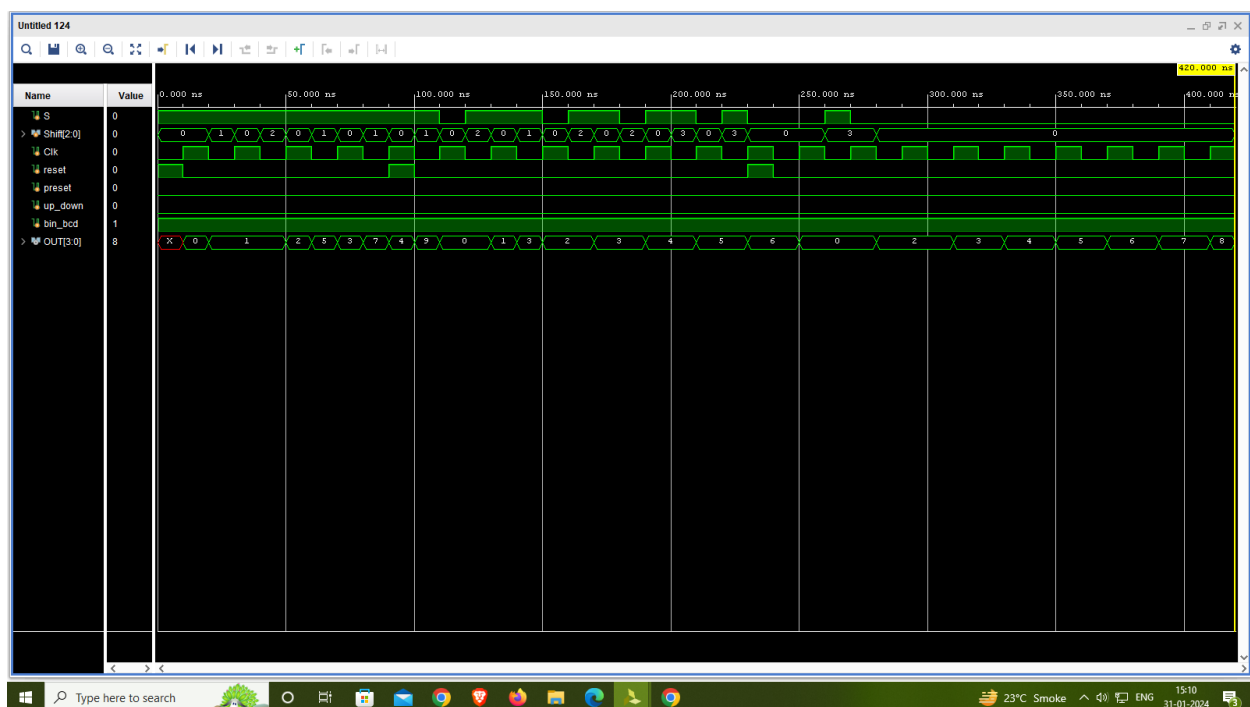 Untitled 124
420.000 ns
Name Value 0.000 ns 50.000 ns 100.000 ns 150.000 ns 200.000 ns 250.000 ns 300.000 ns 350.000 ns 400.000 n
S 0
Shift[2:0] 0 0 1 0 2 0 1 0 1 0 1 0 2 0 1 0 2 0 2 0 3 0 3 0 3 0
Clk 0
reset 0
preset 0
up_down 0
bin_bcd 1
OUT[3:0] 8 X 0 1 2 5 3 7 4 9 0 1 3 2 3 4 5 6 0 2 3 4 5 6 7 8
Type here to search 23°C Smoke ENG 15:10
31-01-2024 3